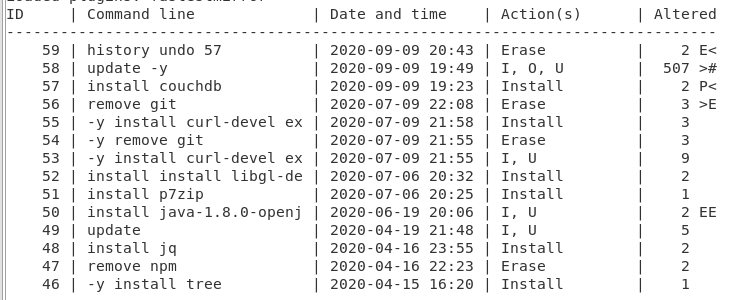 Loaded plugins: fastestmirror
ID     | Command line             | Date and time    | Action(s)      | Altered
-------------------------------------------------------------------------------
    59 | history undo 57          | 2020-09-09 20:43 | Erase          |    2 E<
    58 | update -y                | 2020-09-09 19:49 | I, O, U        |  507 >#
    57 | install couchdb          | 2020-09-09 19:23 | Install        |    2 P<
    56 | remove git               | 2020-07-09 22:08 | Erase          |    3 >E
    55 | -y install curl-devel ex | 2020-07-09 21:58 | Install        |    3
    54 | -y remove git            | 2020-07-09 21:55 | Erase          |    3
    53 | -y install curl-devel ex | 2020-07-09 21:55 | I, U           |    9
    52 | install install libgl-de | 2020-07-06 20:32 | Install        |    2
    51 | install p7zip            | 2020-07-06 20:25 | Install        |    1
    50 | install java-1.8.0-openj | 2020-06-19 20:06 | I, U           |    2 EE
    49 | update                   | 2020-04-19 21:48 | I, U           |    5
    48 | install jq               | 2020-04-16 23:55 | Install        |    2
    47 | remove npm               | 2020-04-16 22:23 | Erase          |    2
    46 | -y install tree          | 2020-04-15 16:20 | Install        |    1